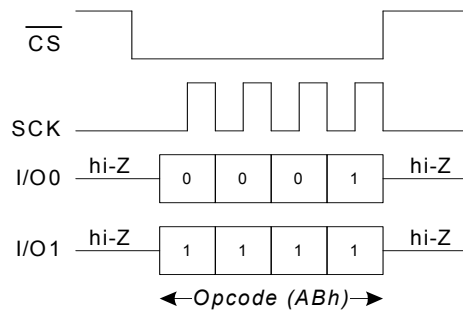 CS
SCK
hi-Z 0 0 0 1 hi-Z
I/O0
hi-Z 1 1 1 1 hi-Z
I/O1
Opcode (ABh)